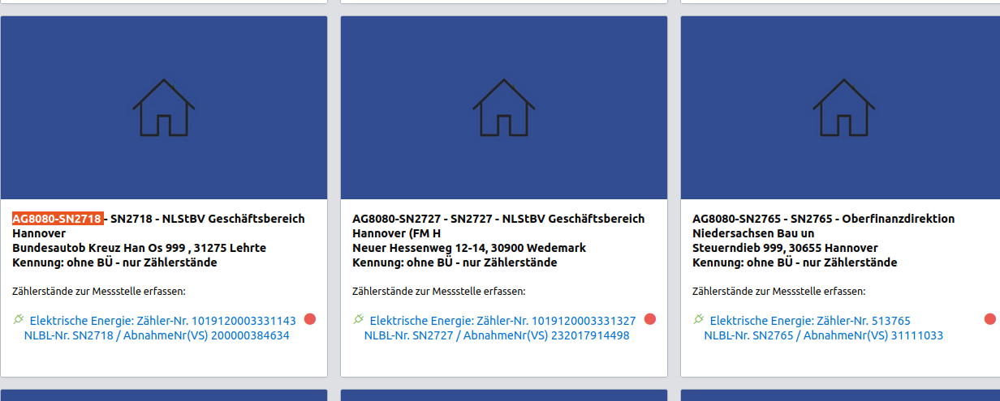 AG8080-SN2718 - SN2718 - NLStBV Geschäftsbereich
Hannover
Bundesautob Kreuz Han Os 999 , 31275 Lehrte
Kennung: ohne BÜ - nur Zählerstände
Zählerstände zur Messstelle erfassen:
Elektrische Energie: Zähler-Nr. 1019120003331143
NLBL-Nr. SN2718 / AbnahmeNr(VS) 200000384634
AG8080-SN2727 - SN2727 - NLStBV Geschäftsbereich
Hannover (FM H
Neuer Hessenweg 12-14, 30900 Wedemark
Kennung: ohne BÜ - nur Zählerstände
Zählerstände zur Messstelle erfassen:
Elektrische Energie: Zähler-Nr. 1019120003331327
NLBL-Nr. SN2727 / AbnahmeNr(VS) 232017914498
AG8080-SN2765 - SN2765 - Oberfinanzdirektion
Niedersachsen Bau un
Steuerndieb 999, 30655 Hannover
Kennung: ohne BÜ - nur Zählerstände
Zählerstände zur Messstelle erfassen:
Elektrische Energie: Zähler-Nr. 513765
NLBL-Nr. SN2765 / AbnahmeNr(VS) 31111033